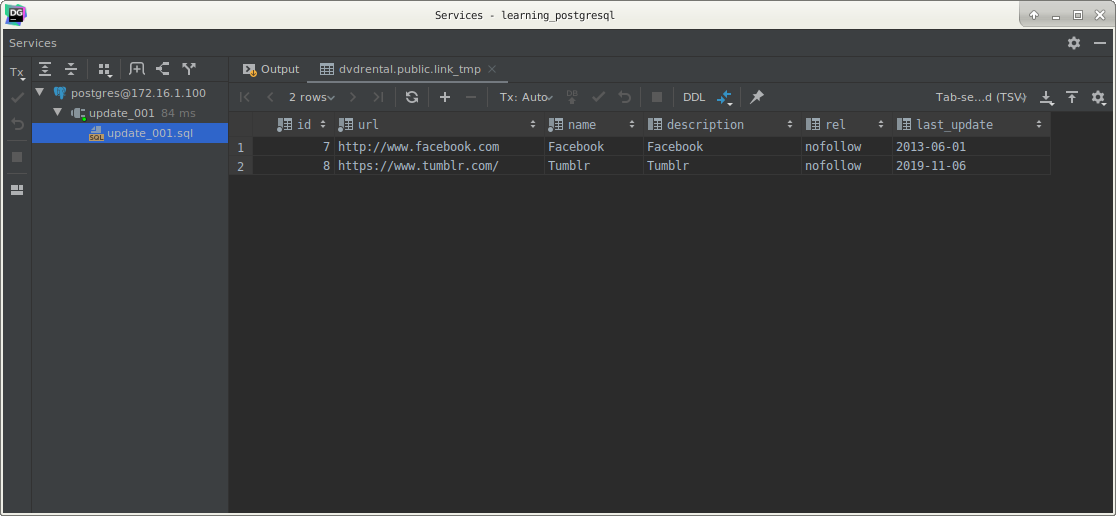 DG
Services - learning_postgresql
Services
Output
dvdrental.public.link_tmp
Tx
2 rows
Tx: Auto
DB
DDL
Tab-se...d (TSV)
postgres@172.16.1.100
update_001 84 ms
SQL update_001.sql
id url name description rel last_update
1 7 http://www.facebook.com Facebook Facebook nofollow 2013-06-01
2 8 https://www.tumblr.com/ Tumblr Tumblr nofollow 2019-11-06